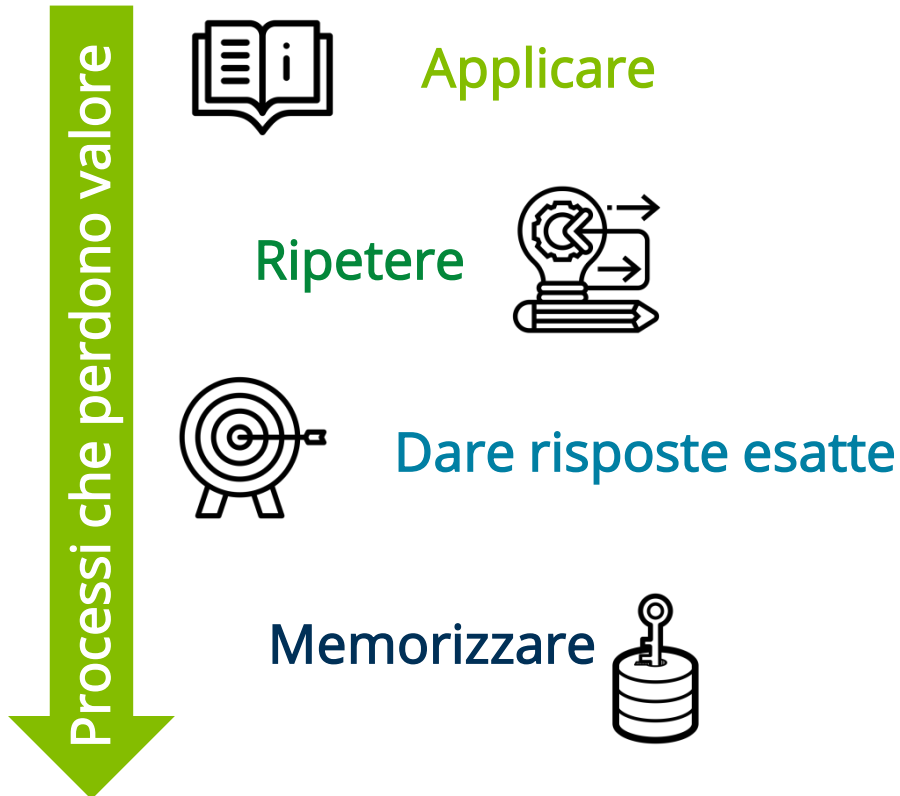 Processi che perdono valore
i
Applicare
Ripetere
Dare risposte esatte
Memorizzare